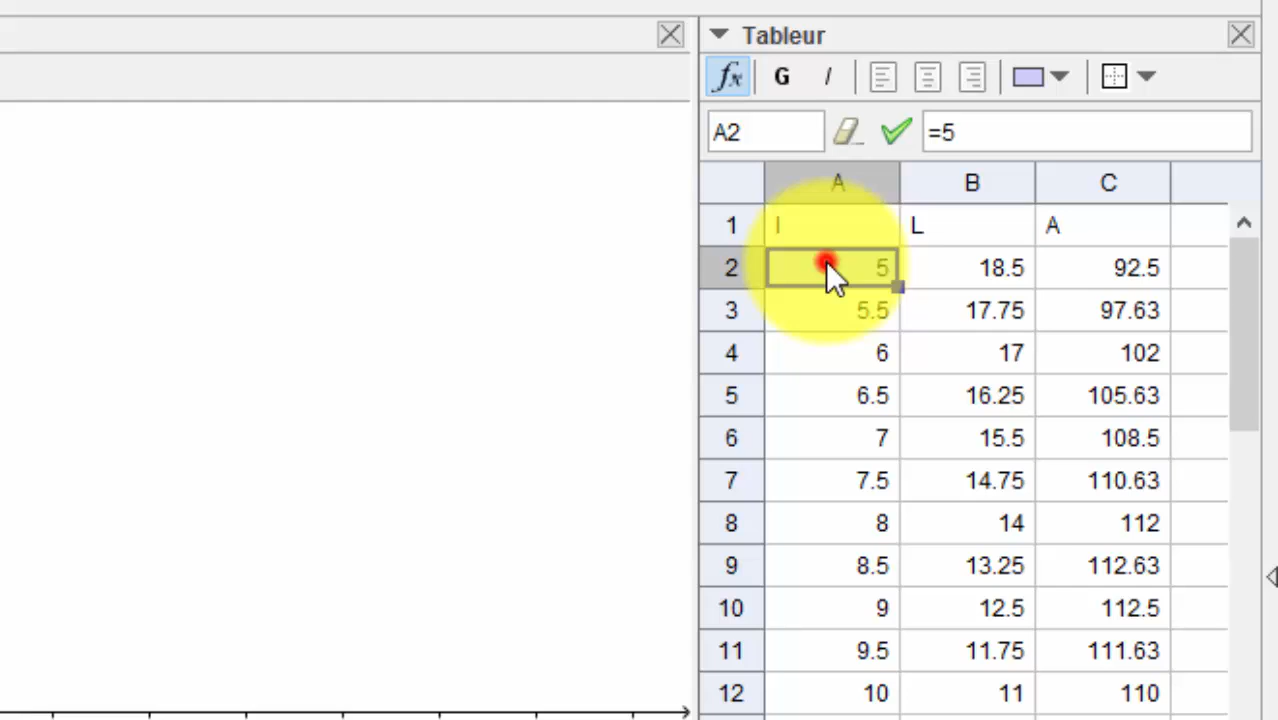 Tableur
fx G I
A2 =5
A B C
1 l L A
2 5 18.5 92.5
3 5.5 17.75 97.63
4 6 17 102
5 6.5 16.25 105.63
6 7 15.5 108.5
7 7.5 14.75 110.63
8 8 14 112
9 8.5 13.25 112.63
10 9 12.5 112.5
11 9.5 11.75 111.63
12 10 11 110